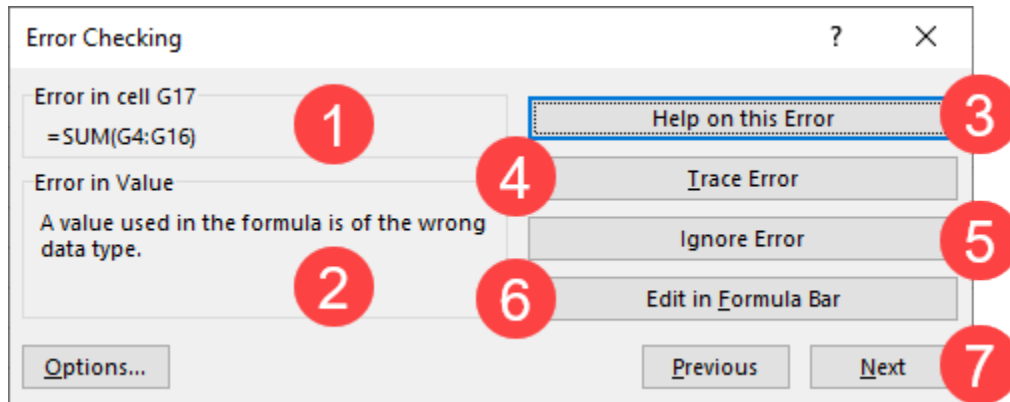 Error Checking ? ×
Error in cell G17
=SUM(G4:G16)
1
Help on this Error
3
Error in Value
A value used in the formula is of the wrong
data type.
2
4
Trace Error
Ignore Error
5
6
Edit in Formula Bar
Options...
Previous
Next
7